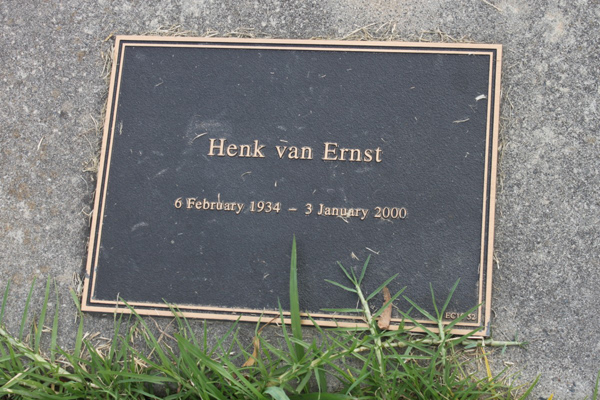 Henk van Ernst
6 February 1934 – 3 January 2000